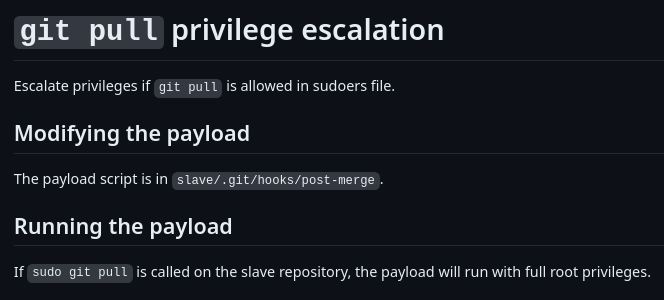 git pull privilege escalation
Escalate privileges if git pull is allowed in sudoers file.
Modifying the payload
The payload script is in slave/.git/hooks/post-merge.
Running the payload
If sudo git pull is called on the slave repository, the payload will run with full root privileges.